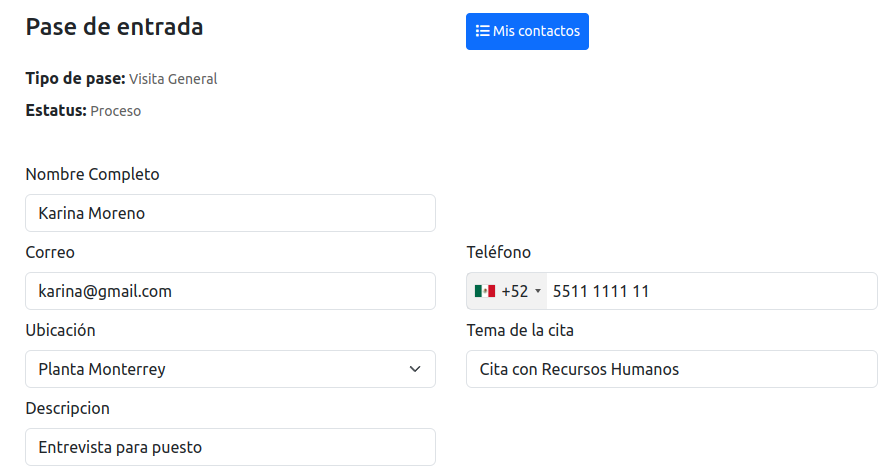 Pase de entrada
Mis contactos
Tipo de pase: Visita General
Estatus: Proceso
Nombre Completo
Karina Moreno
Correo
Teléfono
karina@gmail.com
+52 5511 1111 11
Ubicación
Tema de la cita
Planta Monterrey
Cita con Recursos Humanos
Descripcion
Entrevista para puesto